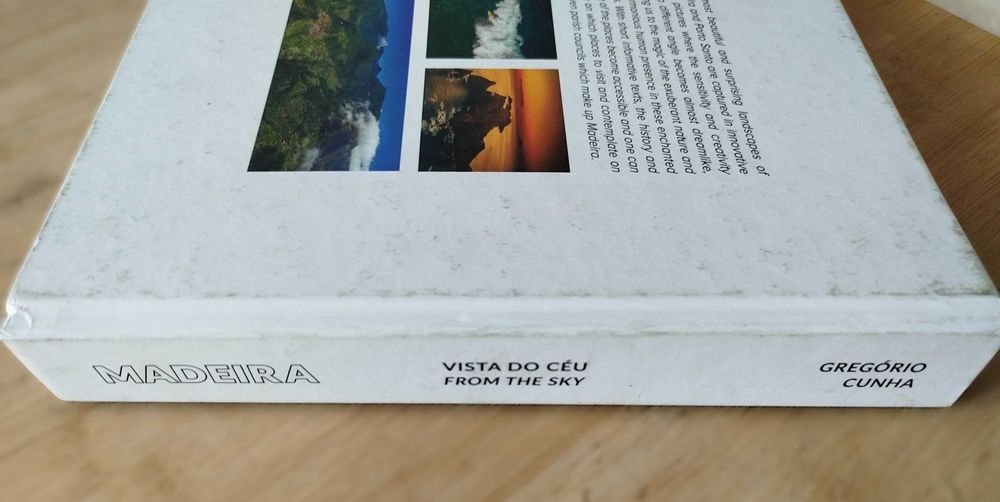 MADEIRA
VISTA DO CÉU
FROM THE SKY
GREGÓRIO
CUNHA
beautiful and surprising landscapes of
and Porto Santo are captured in innovative
pictures where the sensitivity and creativity
different angle becomes almost dreamlike,
us to the magic of the exuberant nature and
human presence in these enchanted
With short informative texts, the history and
of the places become accessible and one can
on which places to visit and contemplate on
parish councils which make up Madeira.